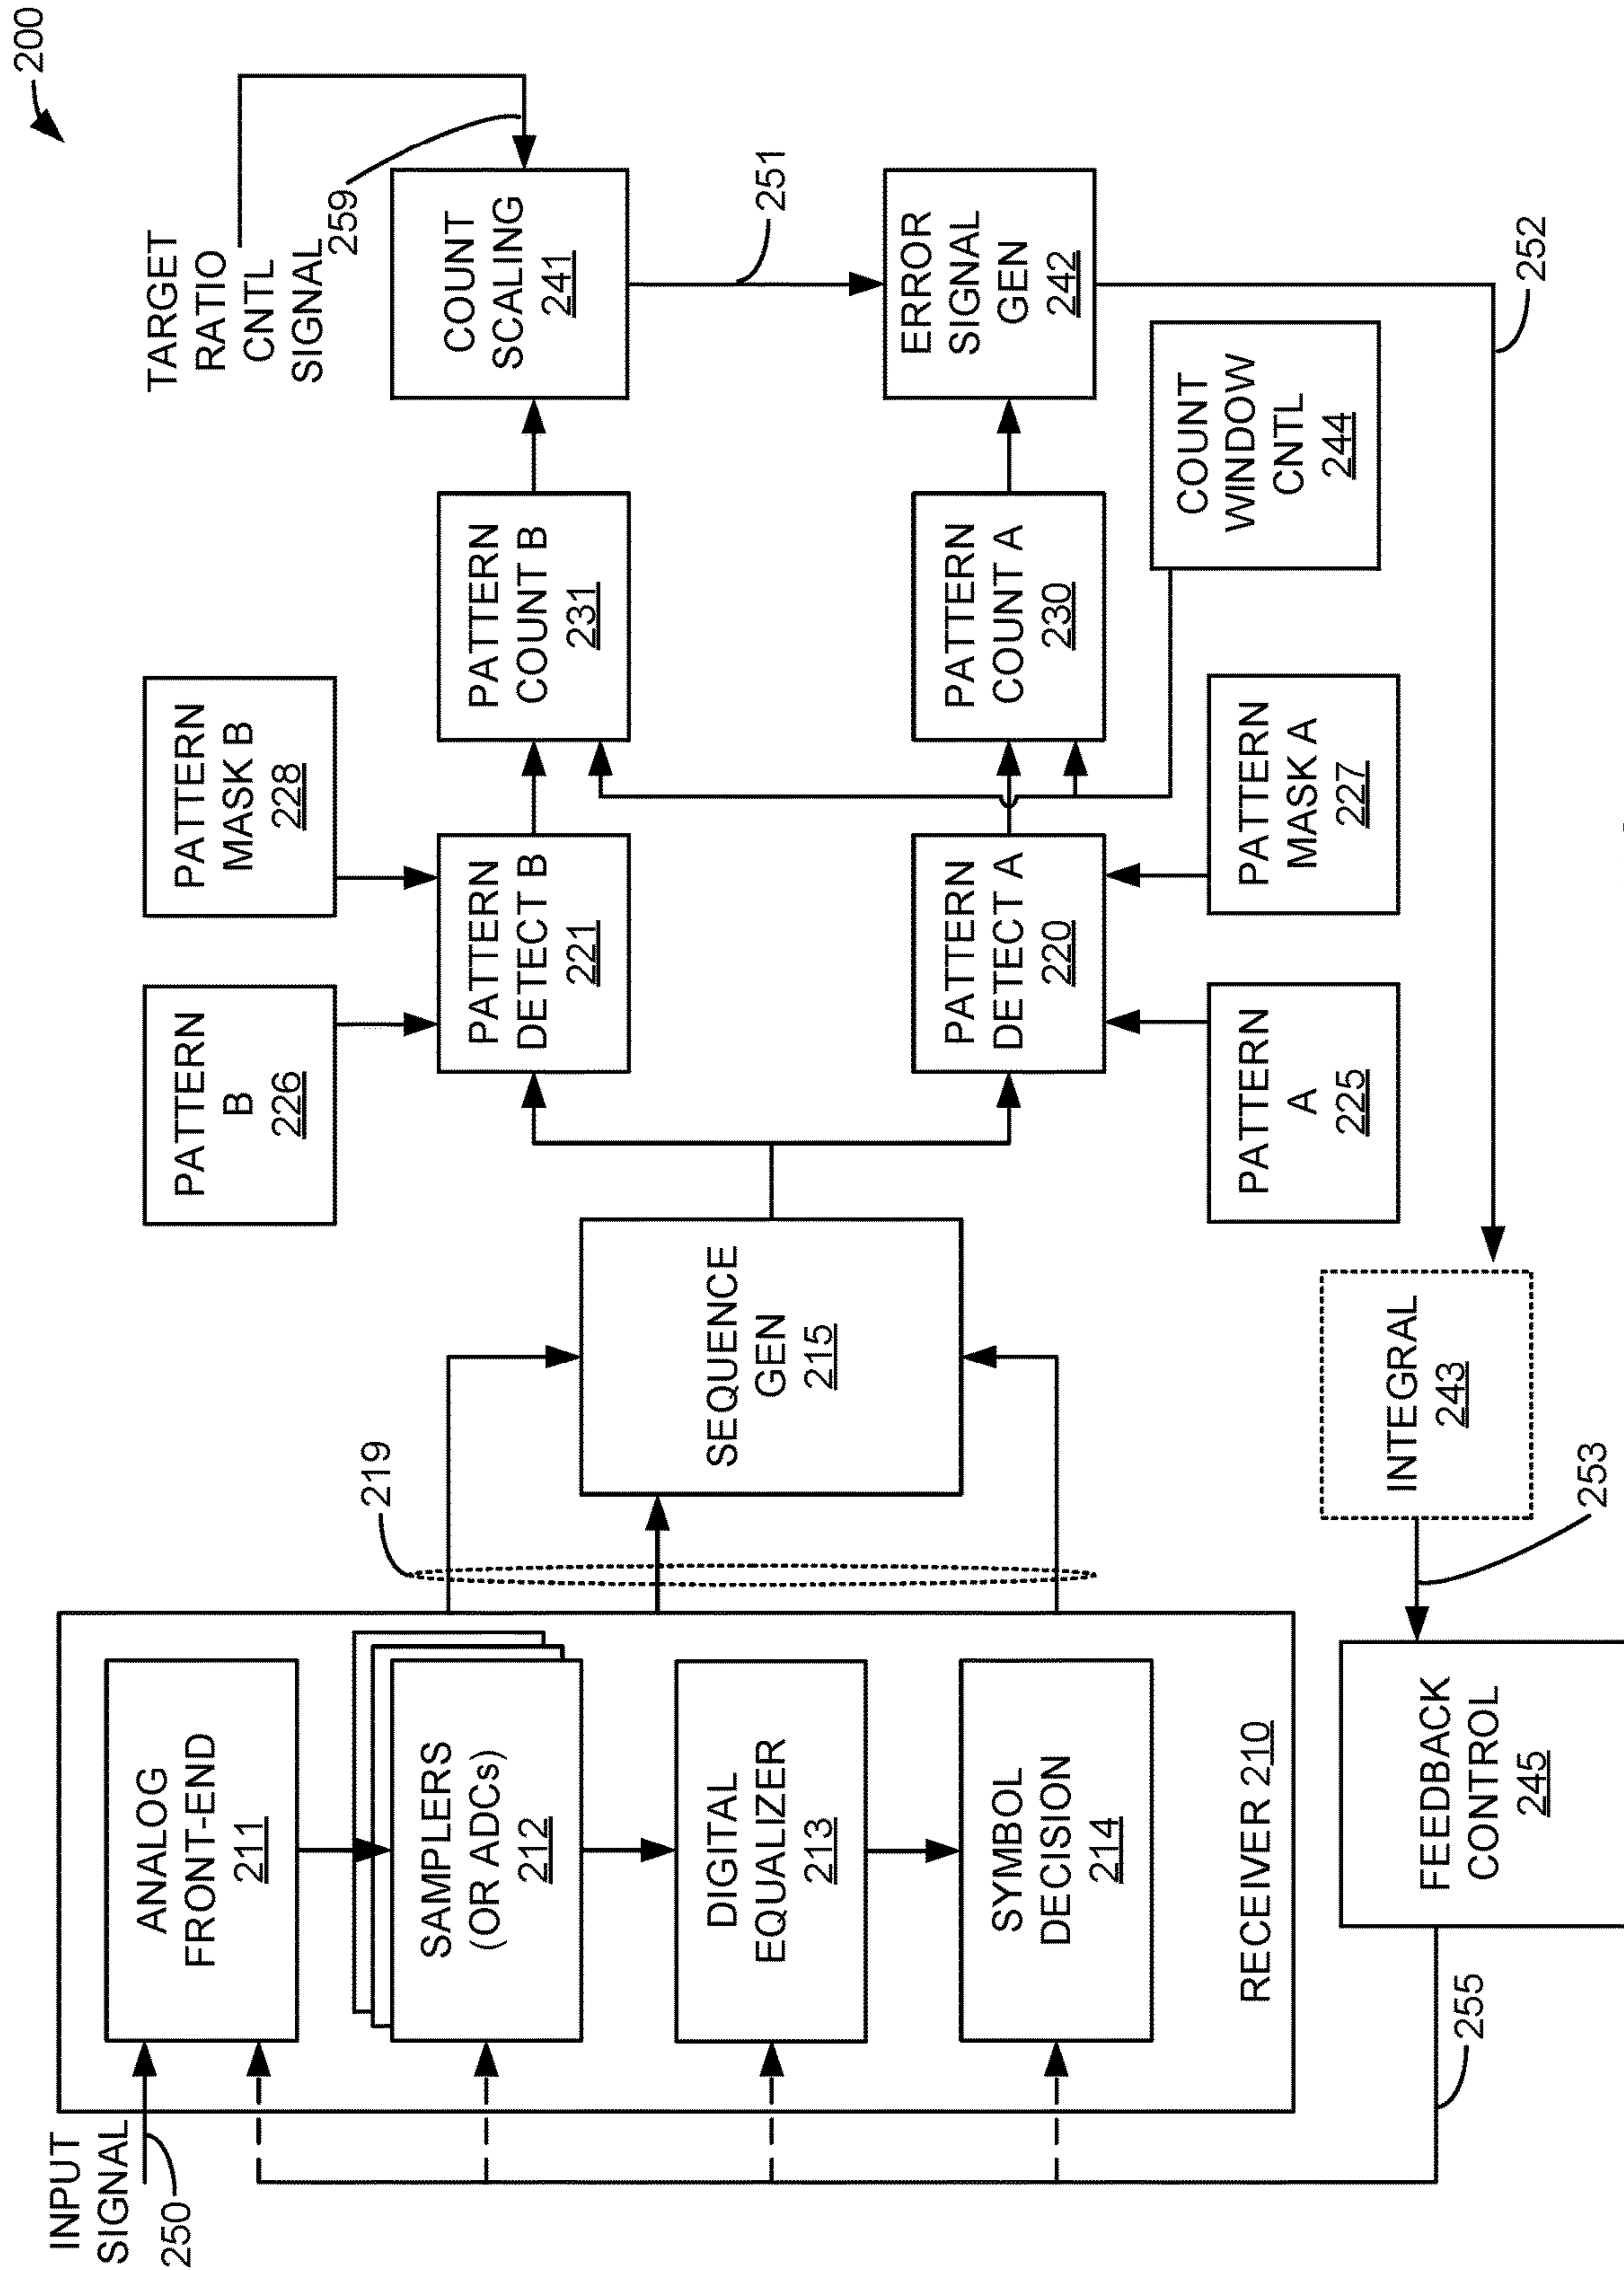 200
INPUT
SIGNAL
250
ANALOG
FRONT-END
211
SAMPLERS
(OR ADCs)
212
DIGITAL
EQUALIZER
213
SYMBOL
DECISION
214
RECEIVER 210
219
SEQUENCE
GEN
215
PATTERN
B
226
PATTERN
MASK B
228
PATTERN
DETECT B
221
PATTERN
COUNT B
231
TARGET
RATIO
CNTL
SIGNAL
259
COUNT
SCALING
241
251
PATTERN
DETECT A
220
PATTERN
COUNT A
230
ERROR
SIGNAL
GEN
242
PATTERN
A
225
PATTERN
MASK A
227
COUNT
WINDOW
CNTL
244
252
INTEGRAL
243
253
FEEDBACK
CONTROL
245
255